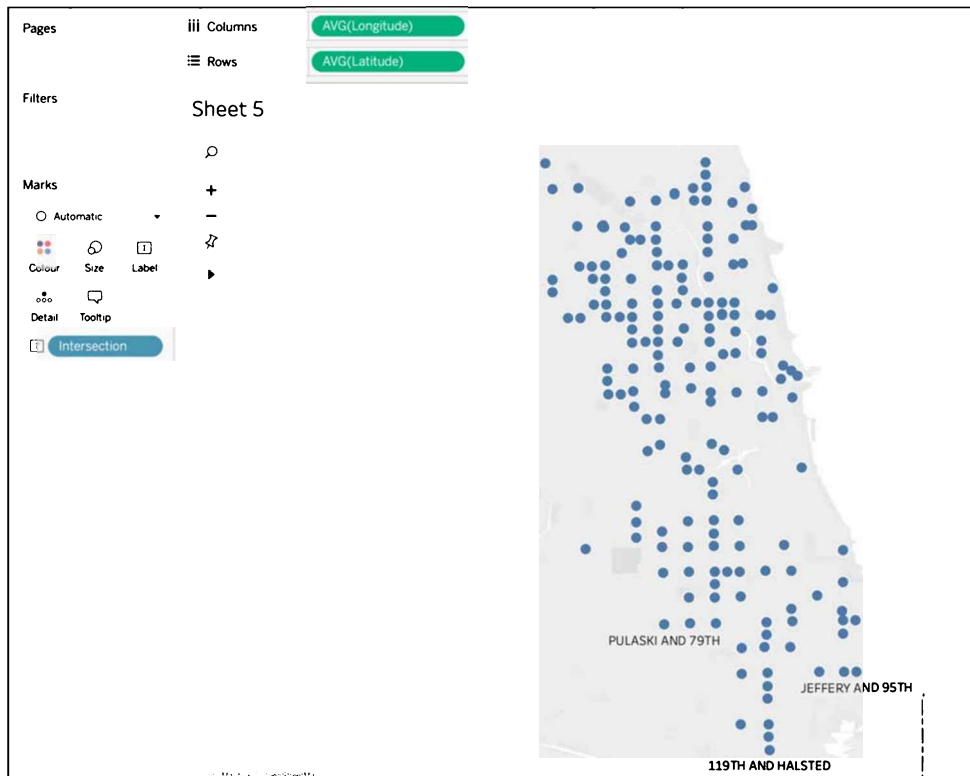 Pages
Columns
AVG(Longitude)
Rows
AVG(Latitude)
Filters
Sheet 5
Marks
Automatic
Colour Size Label
Detail Tooltip
Intersection
PULASKI AND 79TH
JEFFERY AND 95TH
119TH AND HALSTED